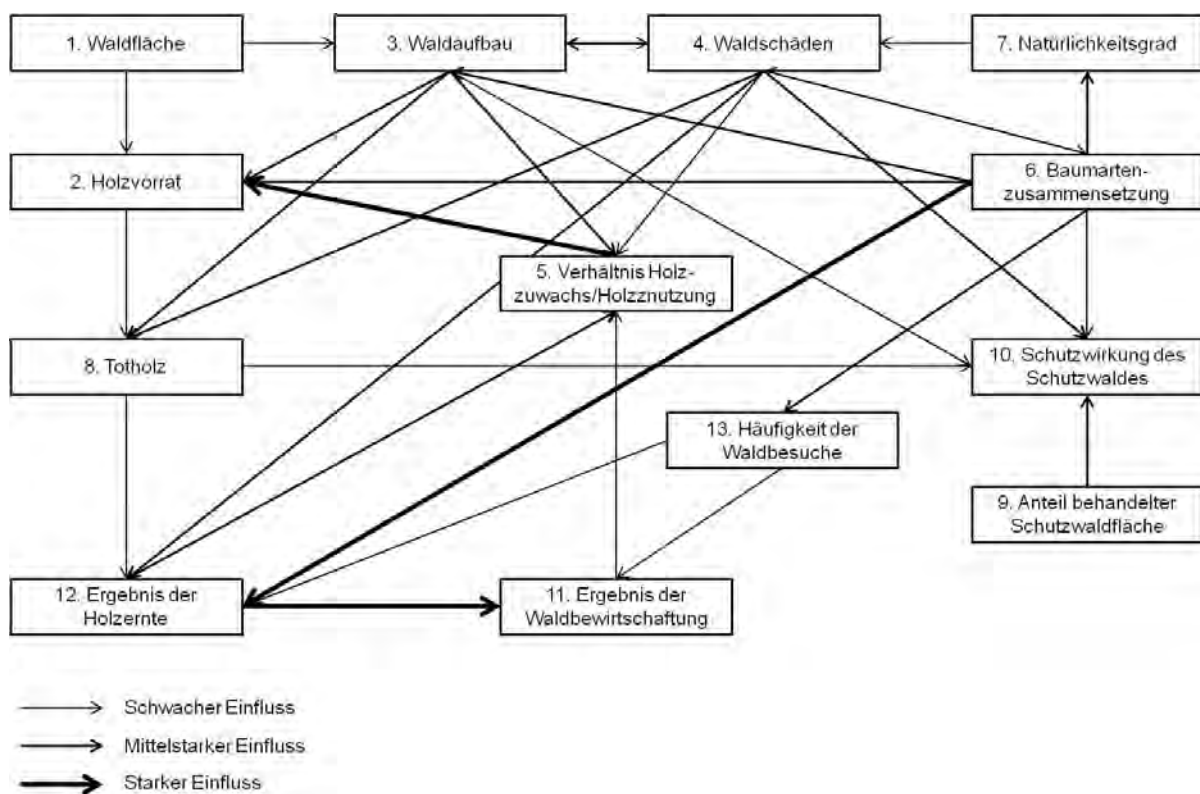 1. Waldfläche
3. Waldaufbau
4. Waldschäden
7. Natürlichkeitsgrad
2. Holzvorrat
6. Baumarten-
zusammensetzung
5. Verhältnis Holz-
zuwachs/Holzznutzung
8. Totholz
10. Schutzwirkung des
Schutzwaldes
13. Häufigkeit der
Waldbesuche
9. Anteil behandelter
Schutzwaldfläche
12. Ergebnis der
Holzernte
11. Ergebnis der
Waldbewirtschaftung
Schwacher Einfluss
Mittelstarker Einfluss
Starker Einfluss